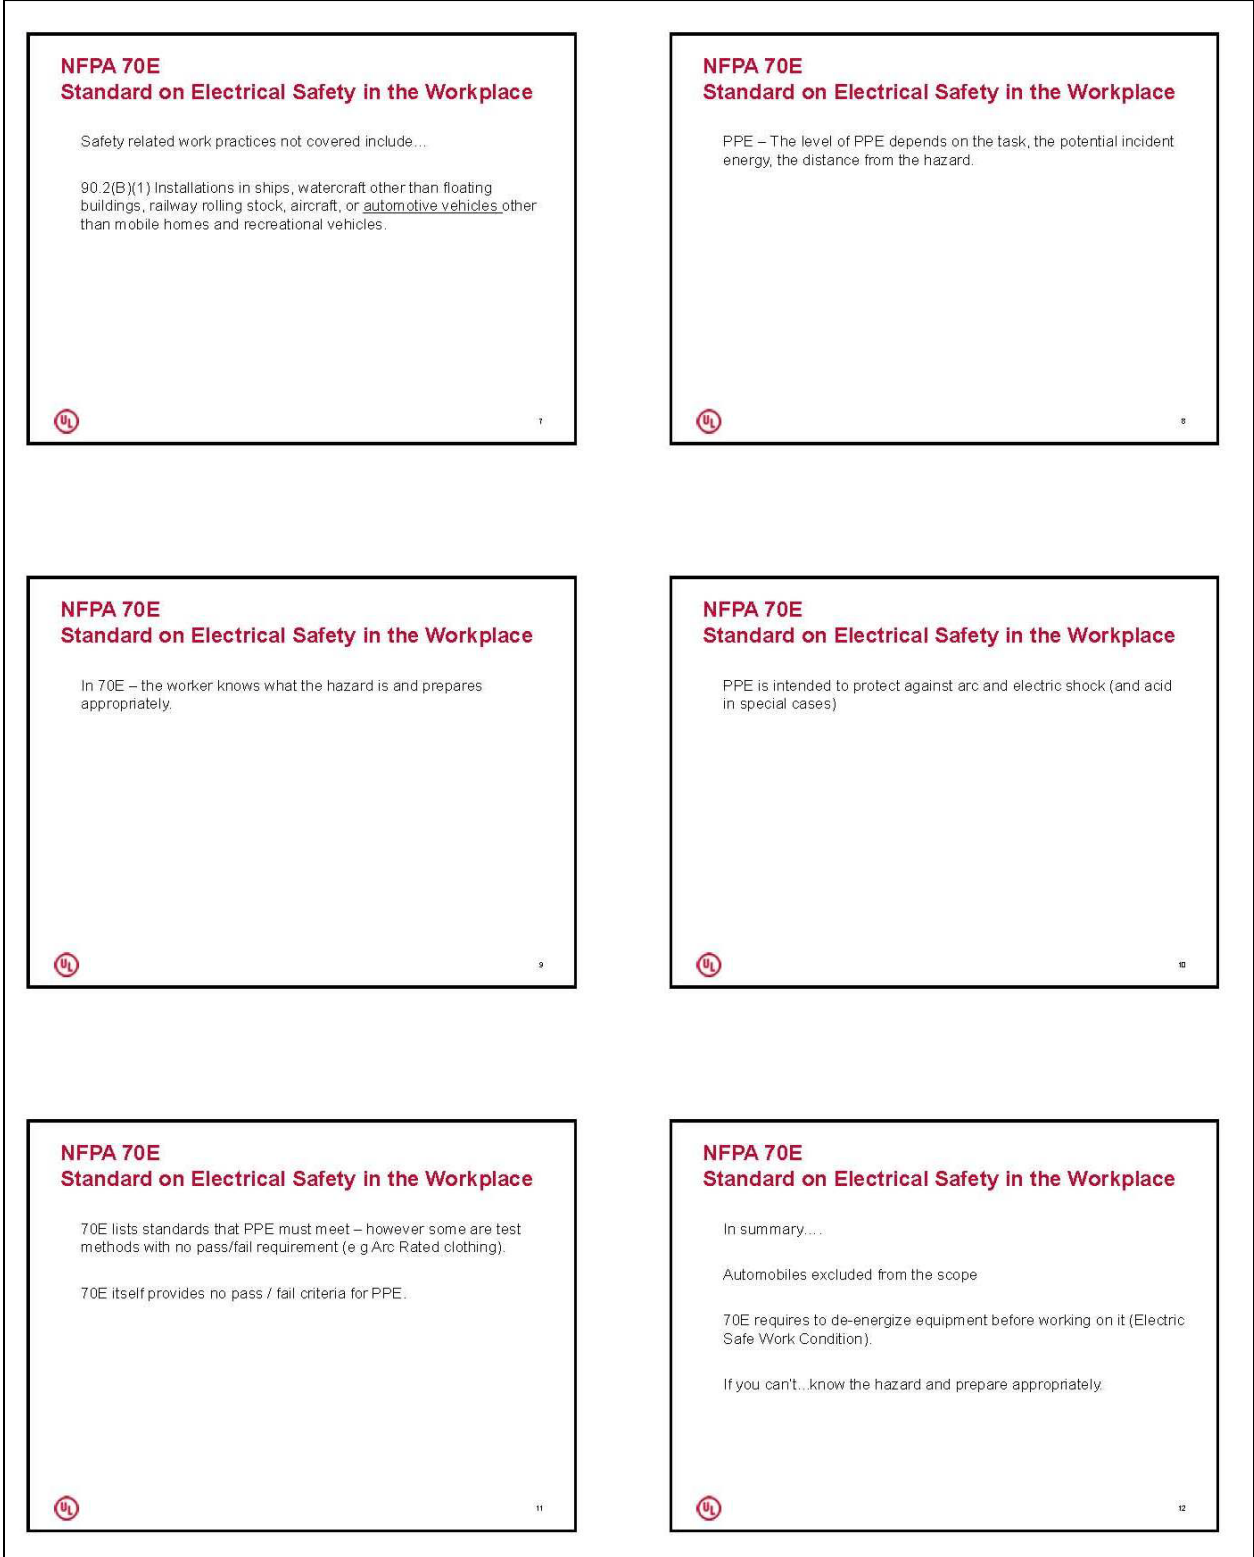 NFPA 70E
Standard on Electrical Safety in the Workplace
Safety related work practices not covered include...
90.2(B)(1) Installations in ships, watercraft other than floating
buildings, railway rolling stock, aircraft, or automotive vehicles other
than mobile homes and recreational vehicles.
UL
7
NFPA 70E
Standard on Electrical Safety in the Workplace
PPE – The level of PPE depends on the task, the potential incident
energy, the distance from the hazard.
UL
8
NFPA 70E
Standard on Electrical Safety in the Workplace
In 70E – the worker knows what the hazard is and prepares
appropriately.
UL
9
NFPA 70E
Standard on Electrical Safety in the Workplace
PPE is intended to protect against arc and electric shock (and acid
in special cases)
UL
10
NFPA 70E
Standard on Electrical Safety in the Workplace
70E lists standards that PPE must meet – however some are test
methods with no pass/fail requirement (e g Arc Rated clothing).
70E itself provides no pass / fail criteria for PPE.
UL
11
NFPA 70E
Standard on Electrical Safety in the Workplace
In summary....
Automobiles excluded from the scope
70E requires to de-energize equipment before working on it (Electric
Safe Work Condition).
If you can't...know the hazard and prepare appropriately.
UL
12